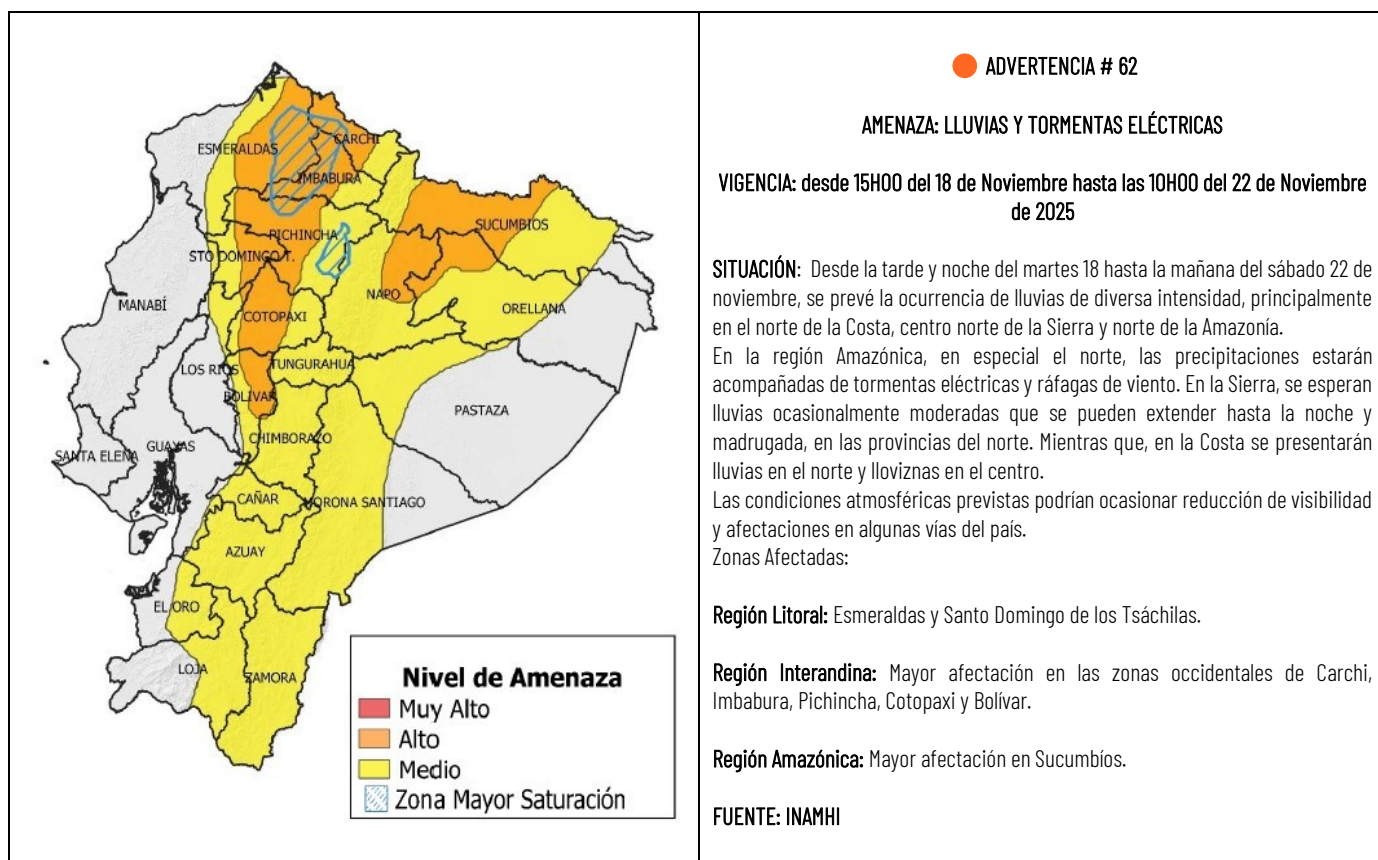 ESMERALDAS
CARCHI
IMBABURA
PICHINCHA
SUCUMBIOS
STO DOMINGO T.
NAPO
ORELLANA
MANABÍ
COTOPAXI
LOS RIOS
TUNGURAHUA
BOLIVAR
PASTAZA
CHIMBORAZO
GUAYAS
SANTA ELENA
CAÑAR
MORONA SANTIAGO
AZUAY
EL ORO
LOJA
ZAMORA
Nivel de Amenaza
Muy Alto
Alto
Medio
Zona Mayor Saturación
ADVERTENCIA # 62
AMENAZA: LLUVIAS Y TORMENTAS ELÉCTRICAS
VIGENCIA: desde 15H00 del 18 de Noviembre hasta las 10H00 del 22 de Noviembre
de 2025
SITUACIÓN: Desde la tarde y noche del martes 18 hasta la mañana del sábado 22 de
noviembre, se prevé la ocurrencia de lluvias de diversa intensidad, principalmente
en el norte de la Costa, centro norte de la Sierra y norte de la Amazonía.
En la región Amazónica, en especial el norte, las precipitaciones estarán
acompañadas de tormentas eléctricas y ráfagas de viento. En la Sierra, se esperan
lluvias ocasionalmente moderadas que se pueden extender hasta la noche y
madrugada, en las provincias del norte. Mientras que, en la Costa se presentarán
lluvias en el norte y lloviznas en el centro.
Las condiciones atmosféricas previstas podrían ocasionar reducción de visibilidad
y afectaciones en algunas vías del país.
Zonas Afectadas:
Región Litoral: Esmeraldas y Santo Domingo de los Tsáchilas.
Región Interandina: Mayor afectación en las zonas occidentales de Carchi,
Imbabura, Pichincha, Cotopaxi y Bolívar.
Región Amazónica: Mayor afectación en Sucumbíos.
FUENTE: INAMHI